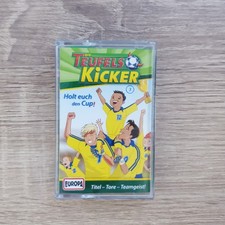 TEUFELS
KICKER
Holt euch
den Cup!
EUROPA
Titel – Tore – Teamgeist!